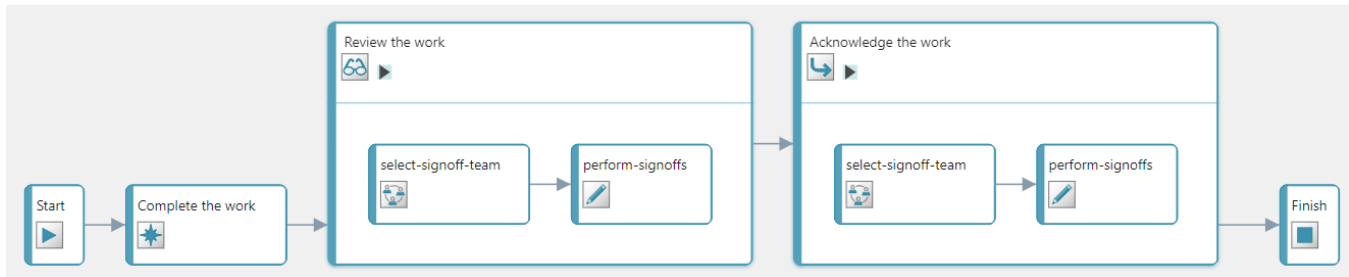 Start
Complete the work
Review the work
select-signoff-team
perform-signoffs
Acknowledge the work
select-signoff-team
perform-signoffs
Finish